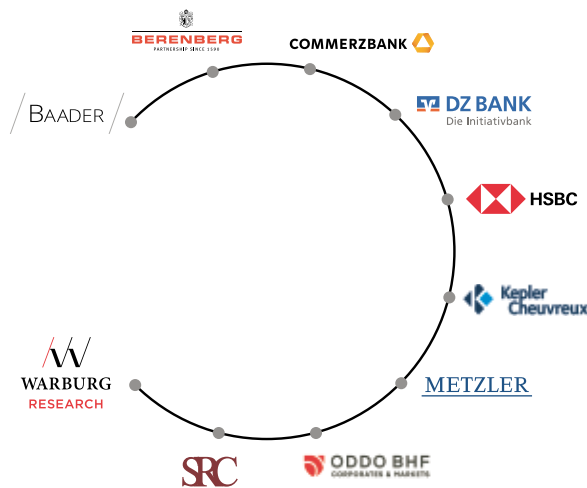 BERENBERG
PARTNERSHIP SINCE 1590
COMMERZBANK
BAADER
DZ BANK
Die Initiativbank
HSBC
Kepler
Cheuvreux
WARBURG
RESEARCH
METZLER
SRC
ODDO BHF
CORPORATES & MARKETS